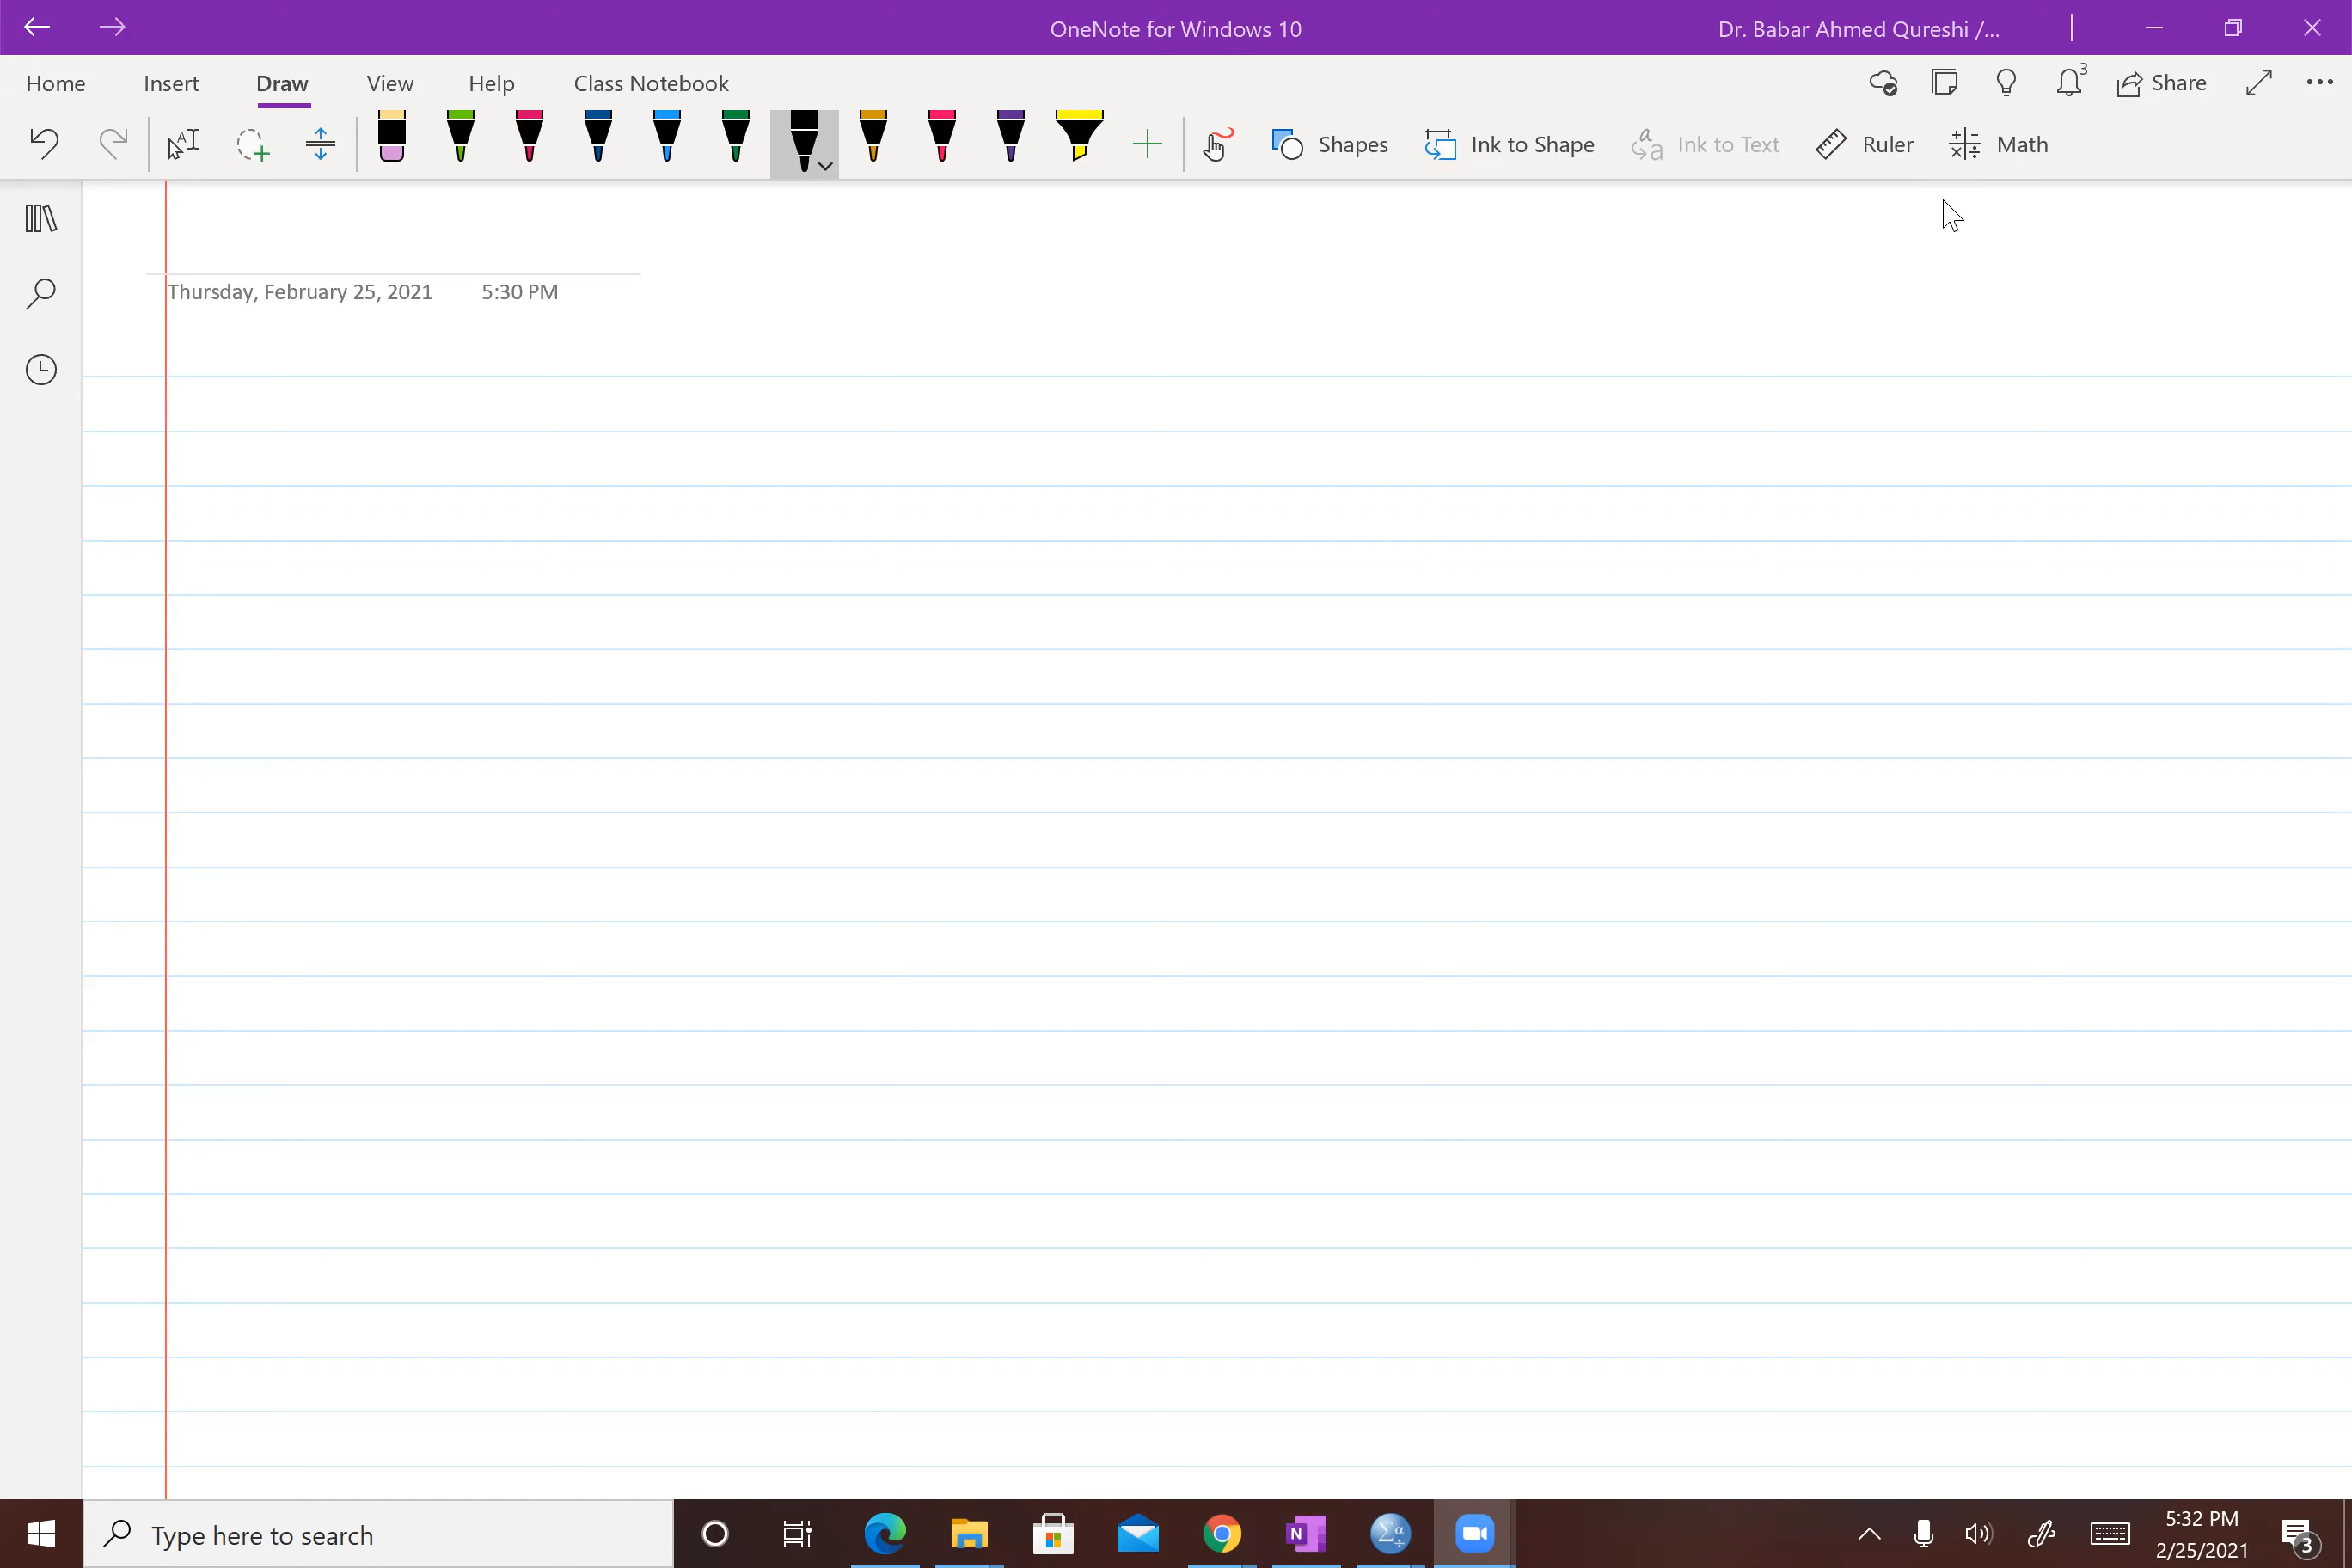 OneNote for Windows 10
Dr. Babar Ahmed Qureshi /...
Home Insert Draw View Help Class Notebook
3
Share
Shapes Ink to Shape Ink to Text Ruler Math
Thursday, February 25, 2021 5:30 PM
Type here to search
5:32 PM
2/25/2021
3